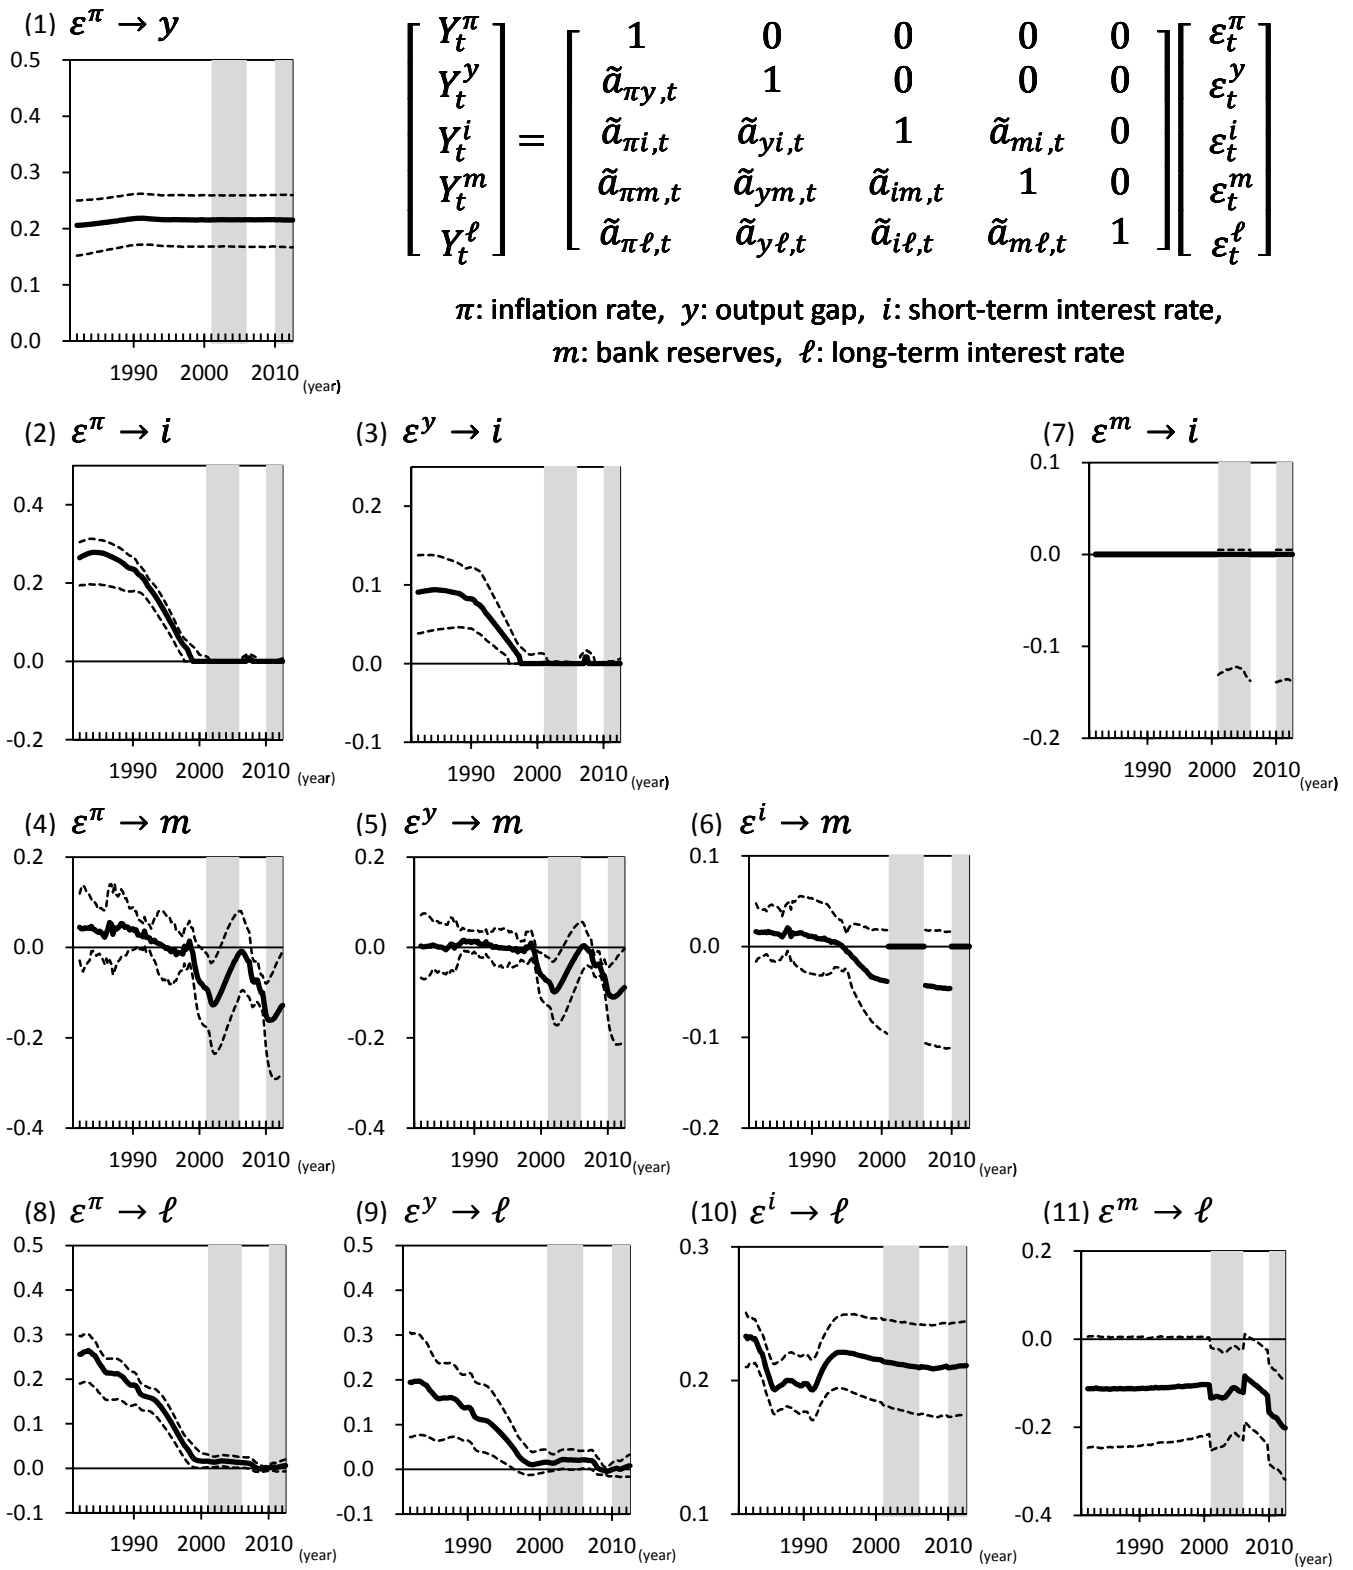 (1) ε^π → y
0.5
0.4
0.3
0.2
0.1
0.0
1990 2000 2010 (year)
[Y_t^π] = [1 0 0 0 0] [ε_t^π]
[Y_t^y] [ã_{πy,t} 1 0 0 0] [ε_t^y]
[Y_t^i] [ã_{πi,t} ã_{yi,t} 1 ã_{mi,t} 0] [ε_t^i]
[Y_t^m] [ã_{πm,t} ã_{ym,t} ã_{im,t} 1 0] [ε_t^m]
[Y_t^ℓ] [ã_{πℓ,t} ã_{yℓ,t} ã_{iℓ,t} ã_{mℓ,t} 1] [ε_t^ℓ]
π: inflation rate, y: output gap, i: short-term interest rate,
m: bank reserves, ℓ: long-term interest rate
(2) ε^π → i
0.4
0.2
0.0
-0.2
1990 2000 2010 (year)
(3) ε^y → i
0.2
0.1
0.0
-0.1
1990 2000 2010 (year)
(7) ε^m → i
0.1
0.0
-0.1
-0.2
1990 2000 2010 (year)
(4) ε^π → m
0.2
0.0
-0.2
-0.4
1990 2000 2010 (year)
(5) ε^y → m
0.2
0.0
-0.2
-0.4
1990 2000 2010 (year)
(6) ε^i → m
0.1
0.0
-0.1
-0.2
1990 2000 2010 (year)
(8) ε^π → ℓ
0.5
0.4
0.3
0.2
0.1
0.0
-0.1
1990 2000 2010 (year)
(9) ε^y → ℓ
0.5
0.4
0.3
0.2
0.1
0.0
-0.1
1990 2000 2010 (year)
(10) ε^i → ℓ
0.3
0.2
0.1
1990 2000 2010 (year)
(11) ε^m → ℓ
0.2
0.0
-0.2
-0.4
1990 2000 2010 (year)